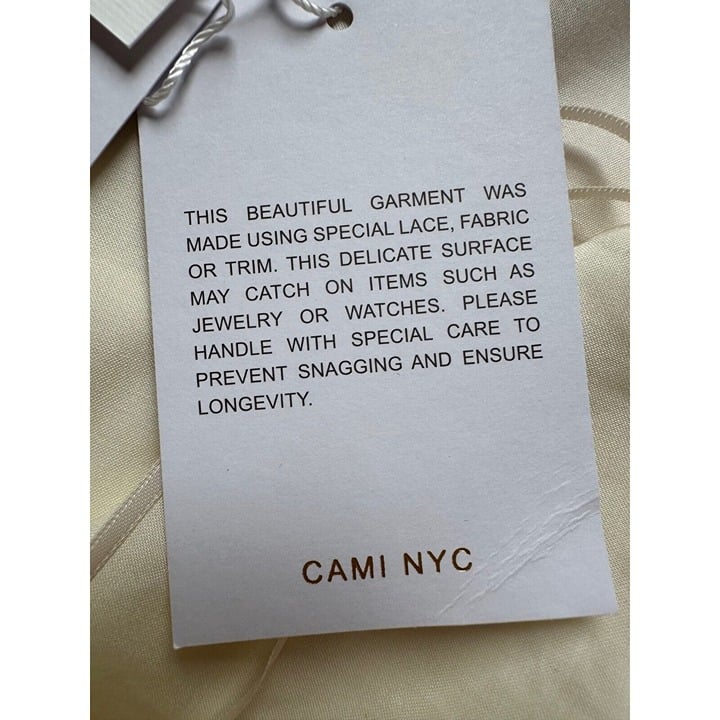 THIS BEAUTIFUL GARMENT WAS
MADE USING SPECIAL LACE, FABRIC
OR TRIM. THIS DELICATE SURFACE
MAY CATCH ON ITEMS SUCH AS
JEWELRY OR WATCHES. PLEASE
HANDLE WITH SPECIAL CARE TO
PREVENT SNAGGING AND ENSURE
LONGEVITY.
CAMI NYC